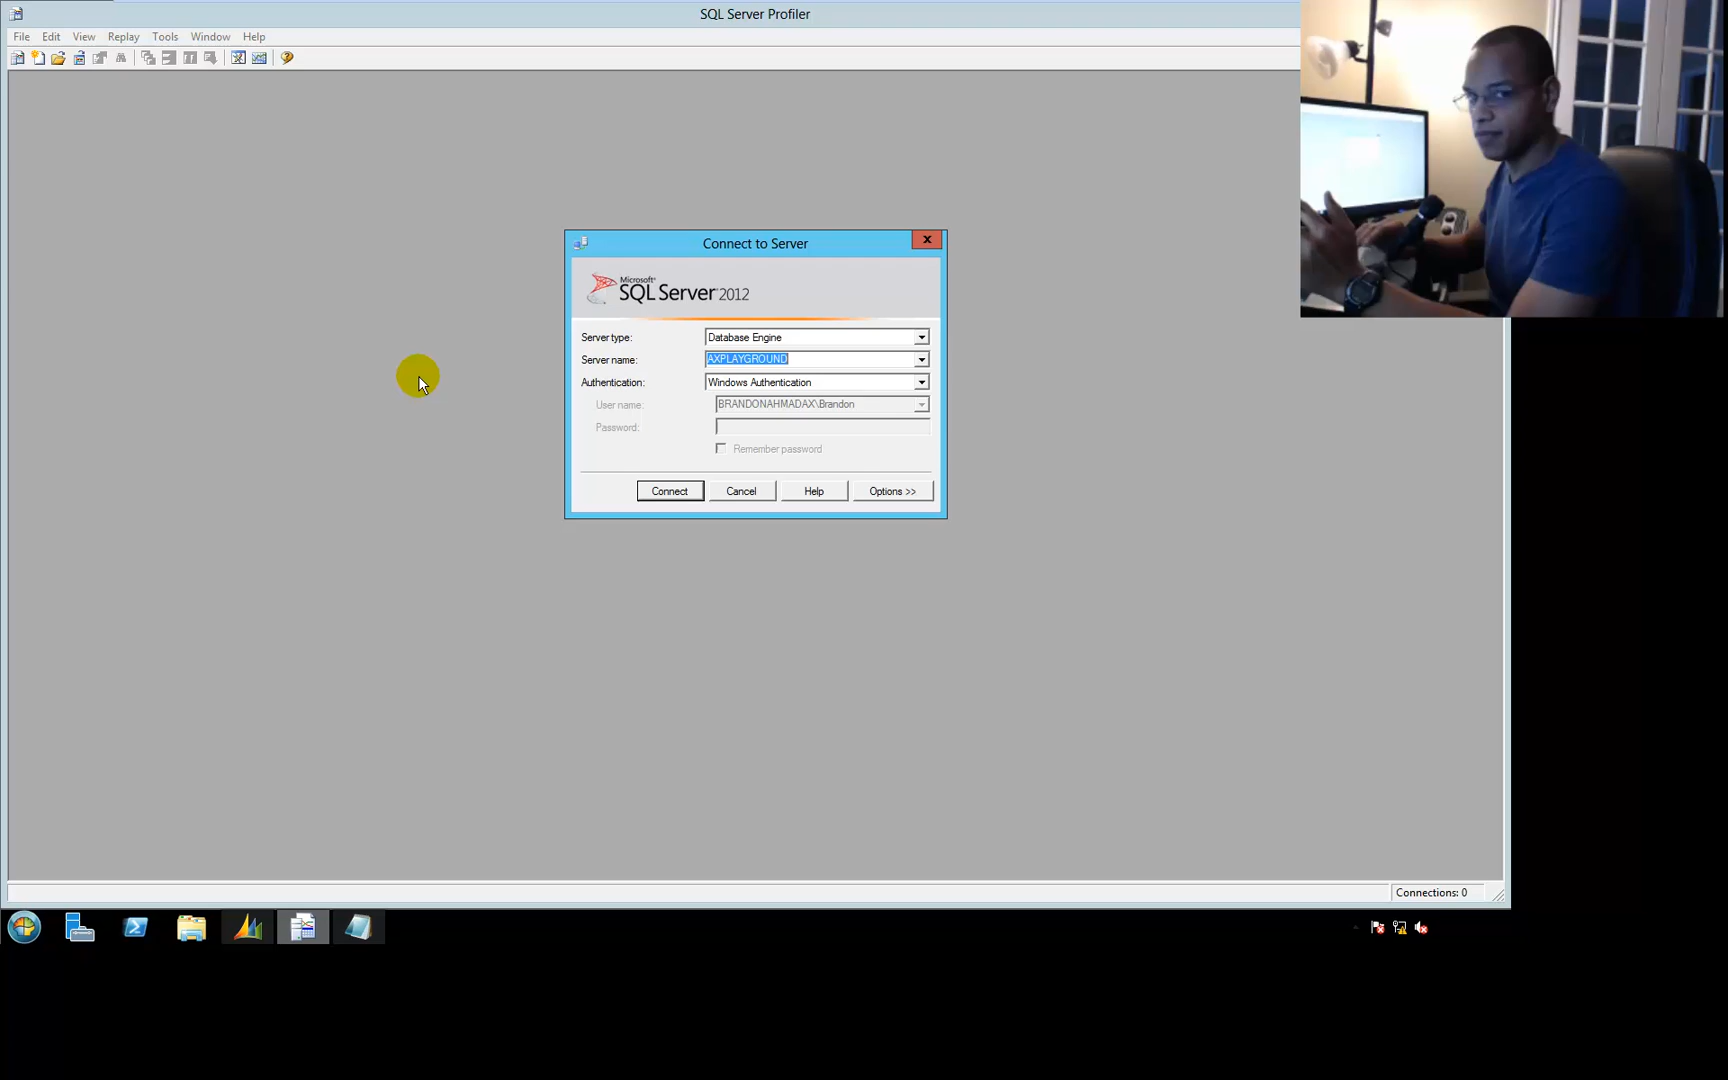 SQL Server Profiler
File Edit View Replay Tools Window Help
Connect to Server
Microsoft
SQL Server 2012
Server type: Database Engine
Server name: AXPLAYGROUND
Authentication: Windows Authentication
User name: BRANDONAHMADAX\Brandon
Password:
Remember password
Connect Cancel Help Options >>
Connections: 0